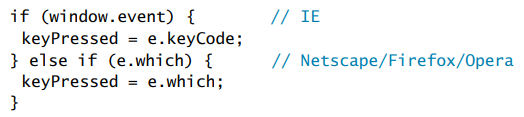 if (window.event) {          // IE
 keyPressed = e.keyCode;
} else if (e.which) {        // Netscape/Firefox/Opera
 keyPressed = e.which;
}